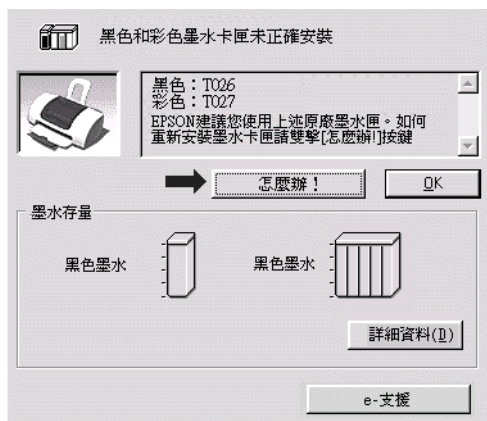 黑色和彩色墨水卡匣未正確安裝
黑色：T026
彩色：T027
EPSON建議您使用上述原廠墨水匣。如何
重新安裝墨水卡匣請雙擊[怎麼辦!]按鍵
怎麼辦！
OK
墨水存量
黑色墨水
黑色墨水
詳細資料(D)
e-支援